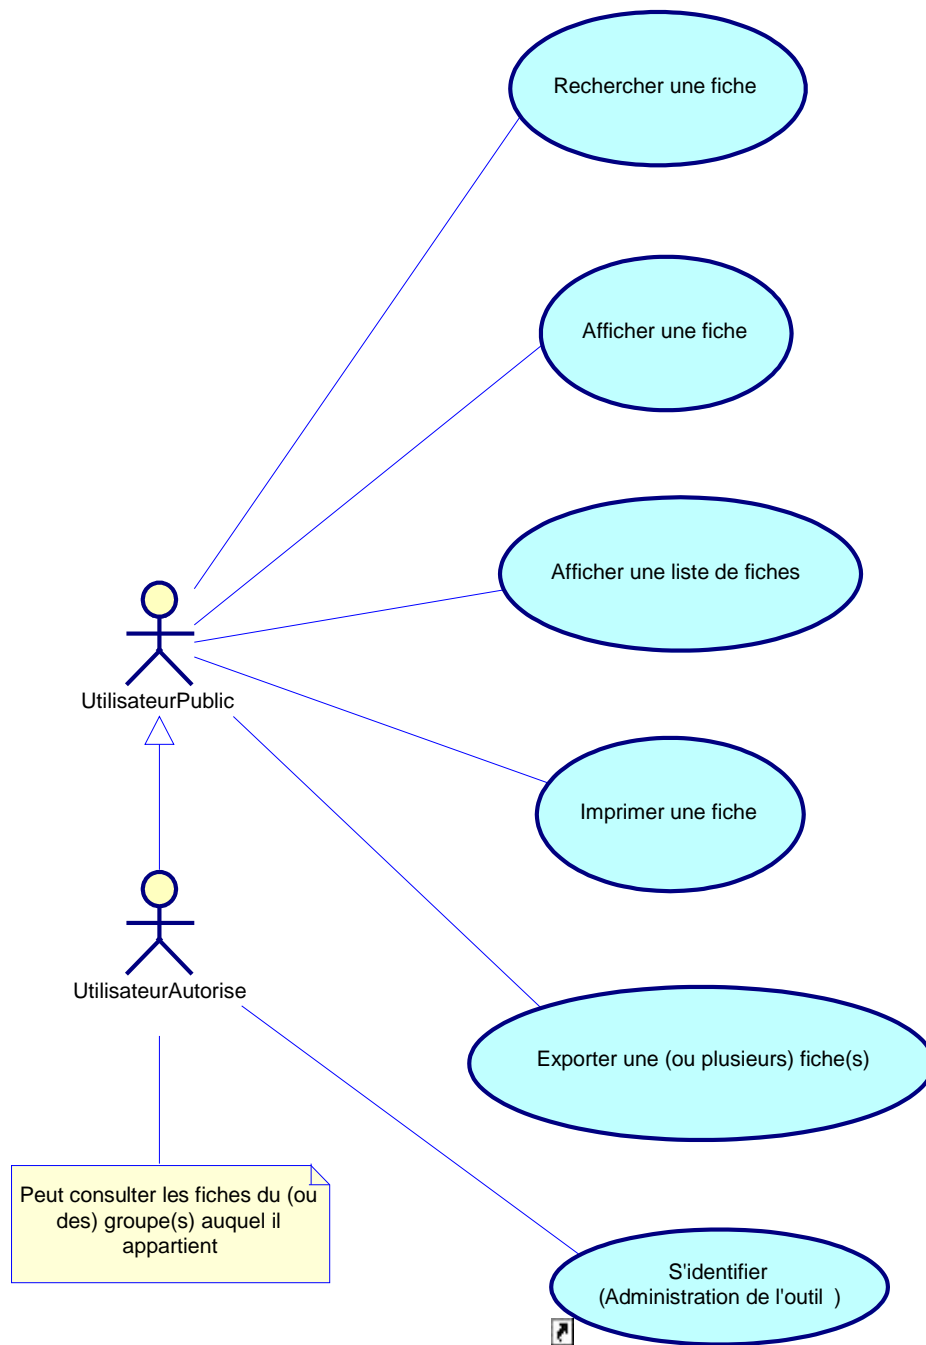 Rechercher une fiche
Afficher une fiche
Afficher une liste de fiches
UtilisateurPublic
Imprimer une fiche
UtilisateurAutorise
Exporter une (ou plusieurs) fiche(s)
Peut consulter les fiches du (ou
des) groupe(s) auquel il
appartient
S'identifier
(Administration de l'outil )